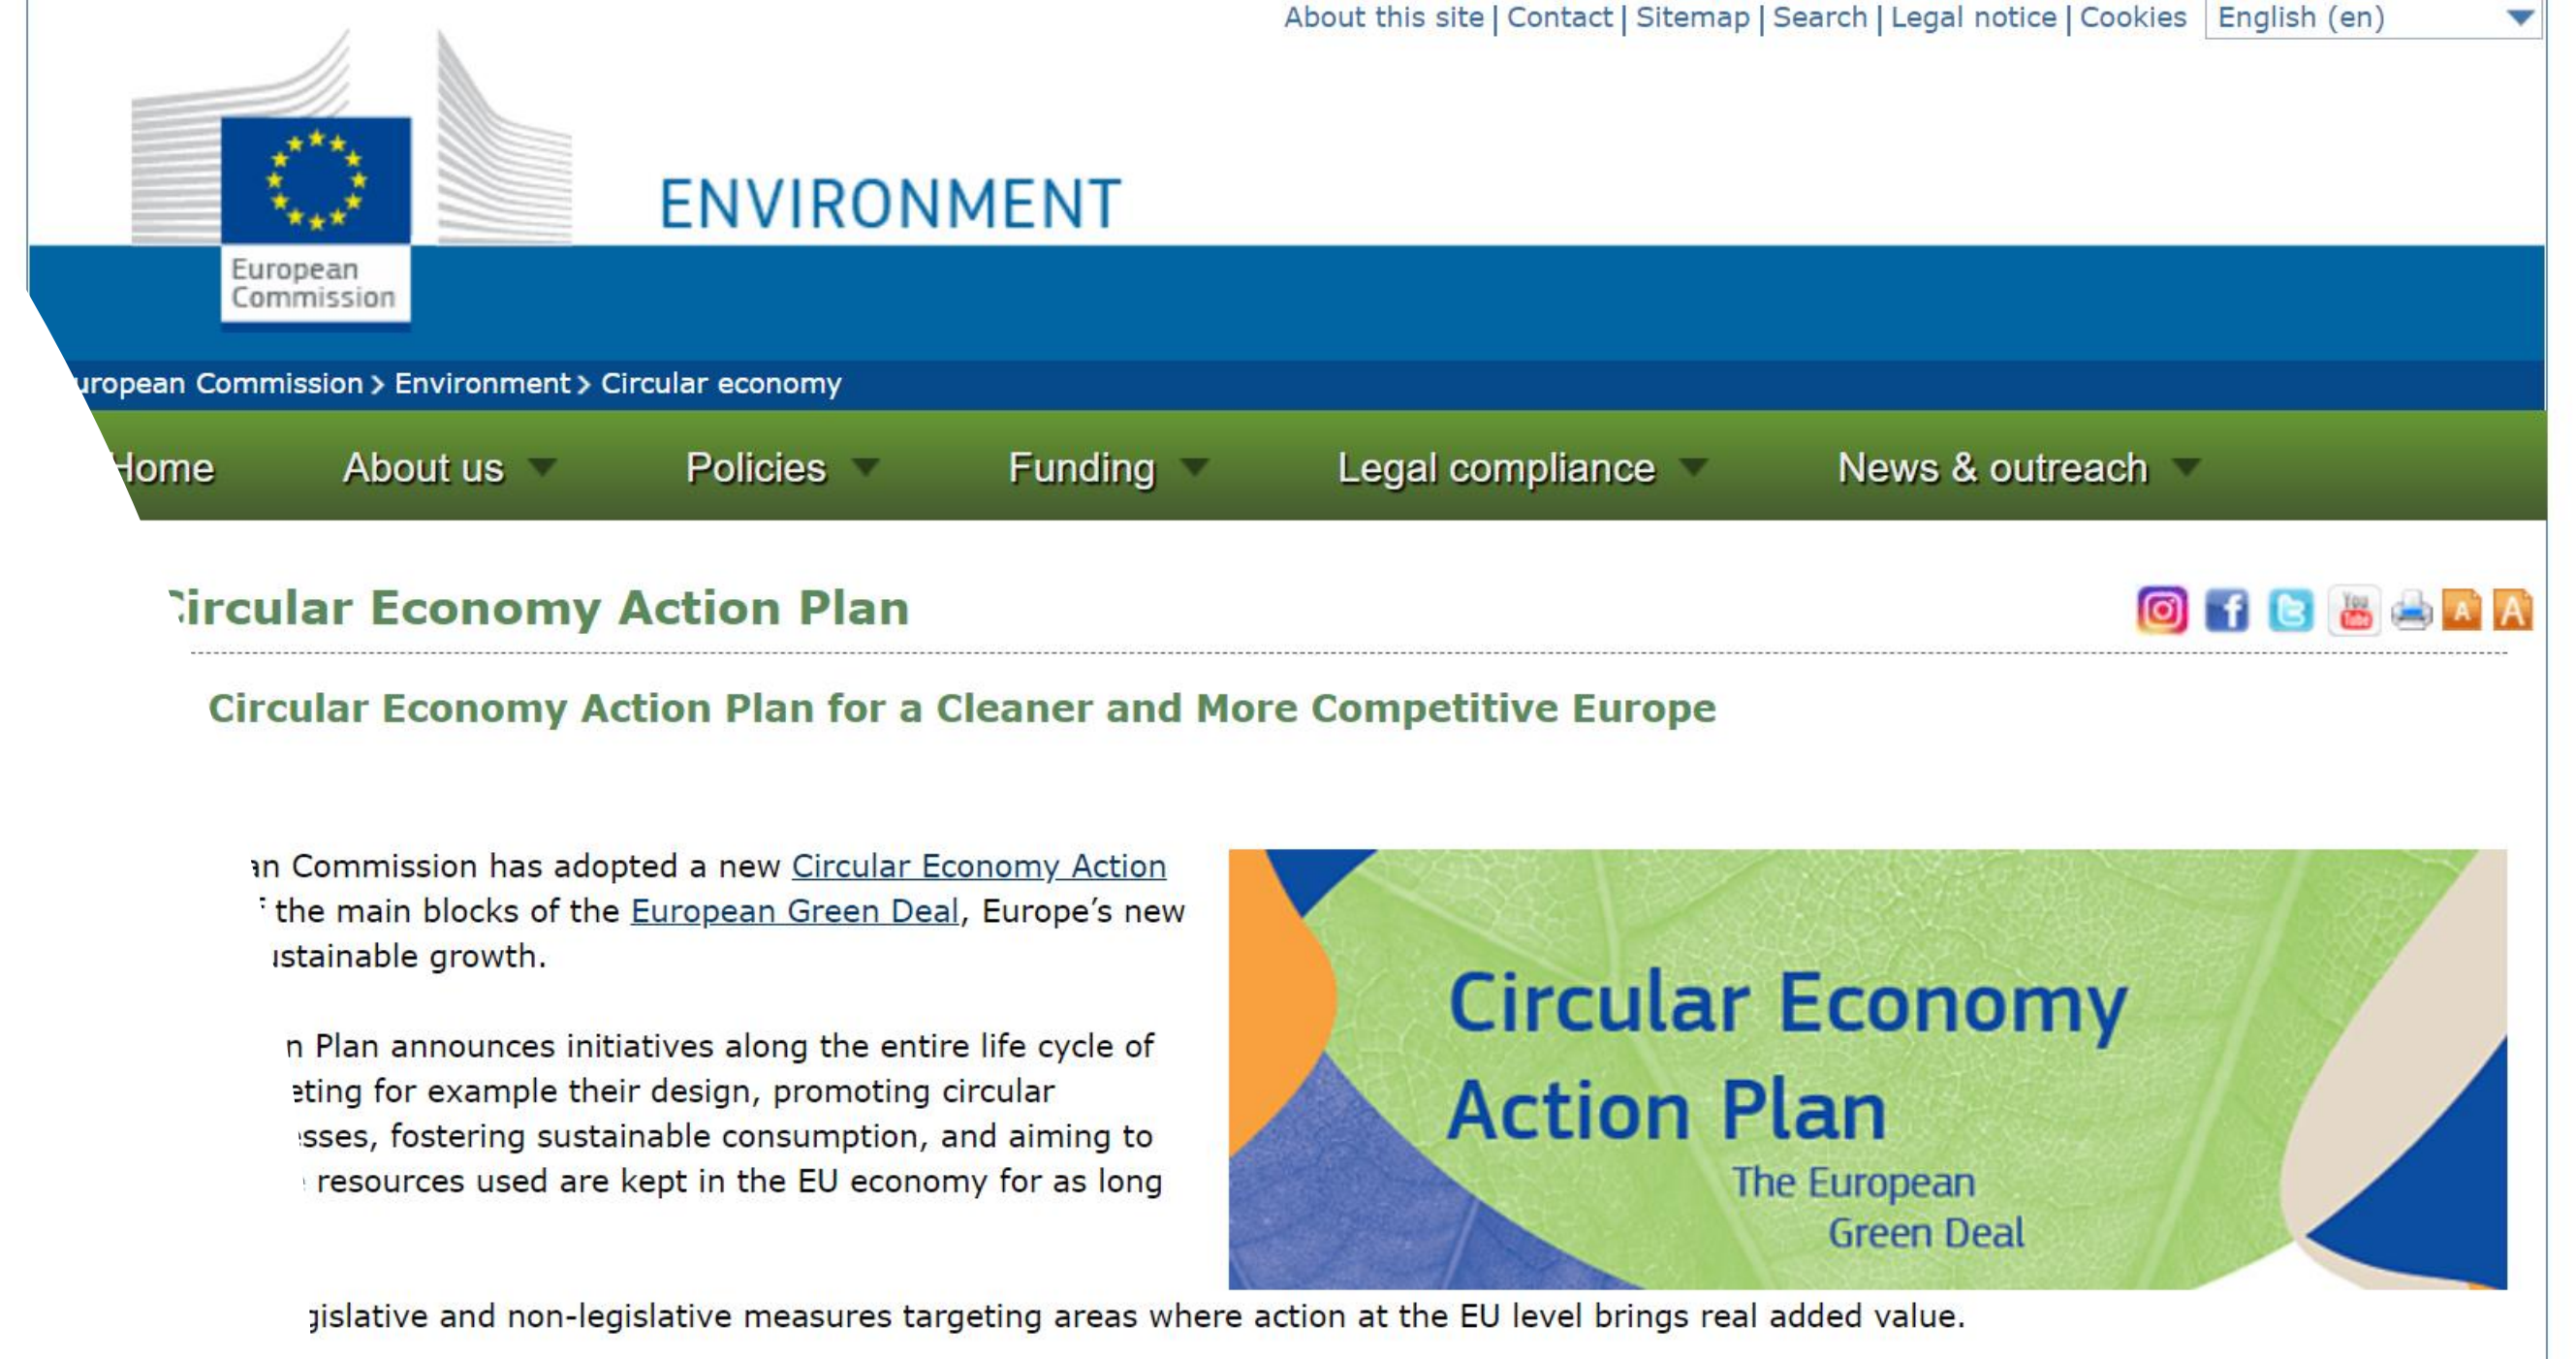 About this site | Contact | Sitemap | Search | Legal notice | Cookies English (en)
ENVIRONMENT
European
Commission
European Commission > Environment > Circular economy
Home About us Policies Funding Legal compliance News & outreach
Circular Economy Action Plan
Circular Economy Action Plan for a Cleaner and More Competitive Europe
an Commission has adopted a new Circular Economy Action
the main blocks of the European Green Deal, Europe's new
ustainable growth.
n Plan announces initiatives along the entire life cycle of
eting for example their design, promoting circular
esses, fostering sustainable consumption, and aiming to
resources used are kept in the EU economy for as long
Circular Economy
Action Plan
The European
Green Deal
gislative and non-legislative measures targeting areas where action at the EU level brings real added value.